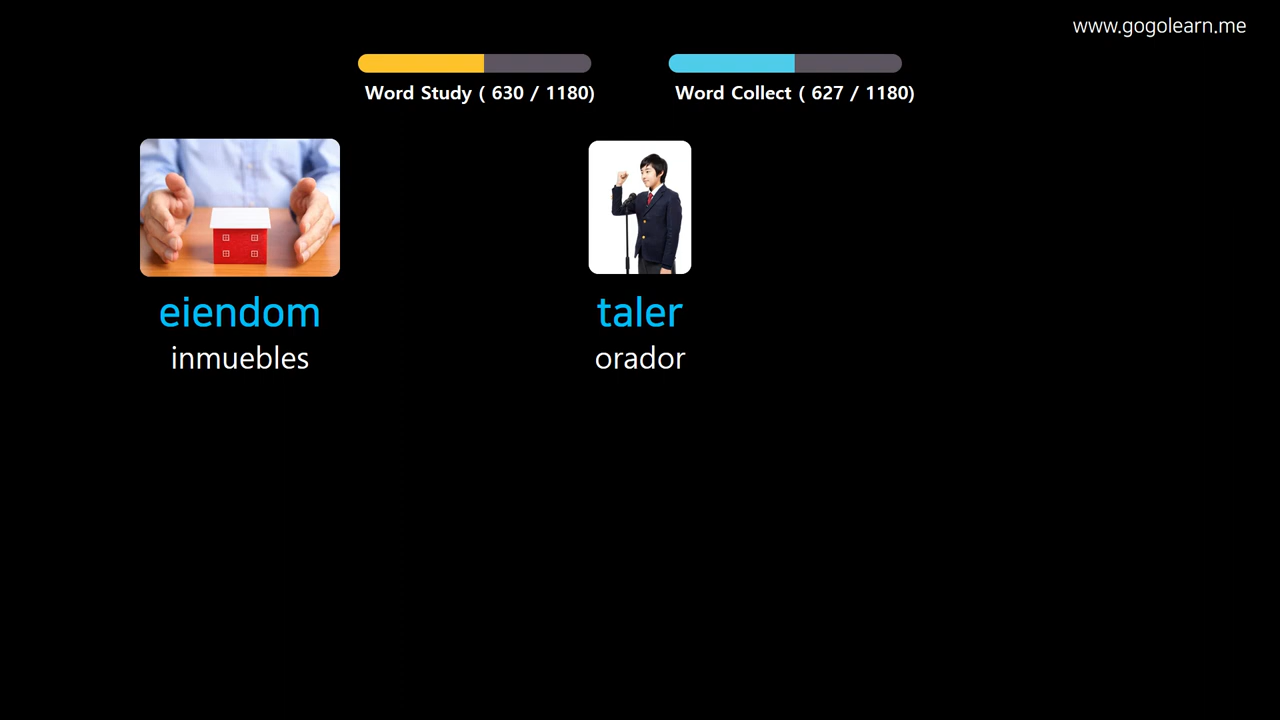 www.gogolearn.me
Word Study ( 630 / 1180)
Word Collect ( 627 / 1180)
eiendom
taler
inmuebles
orador